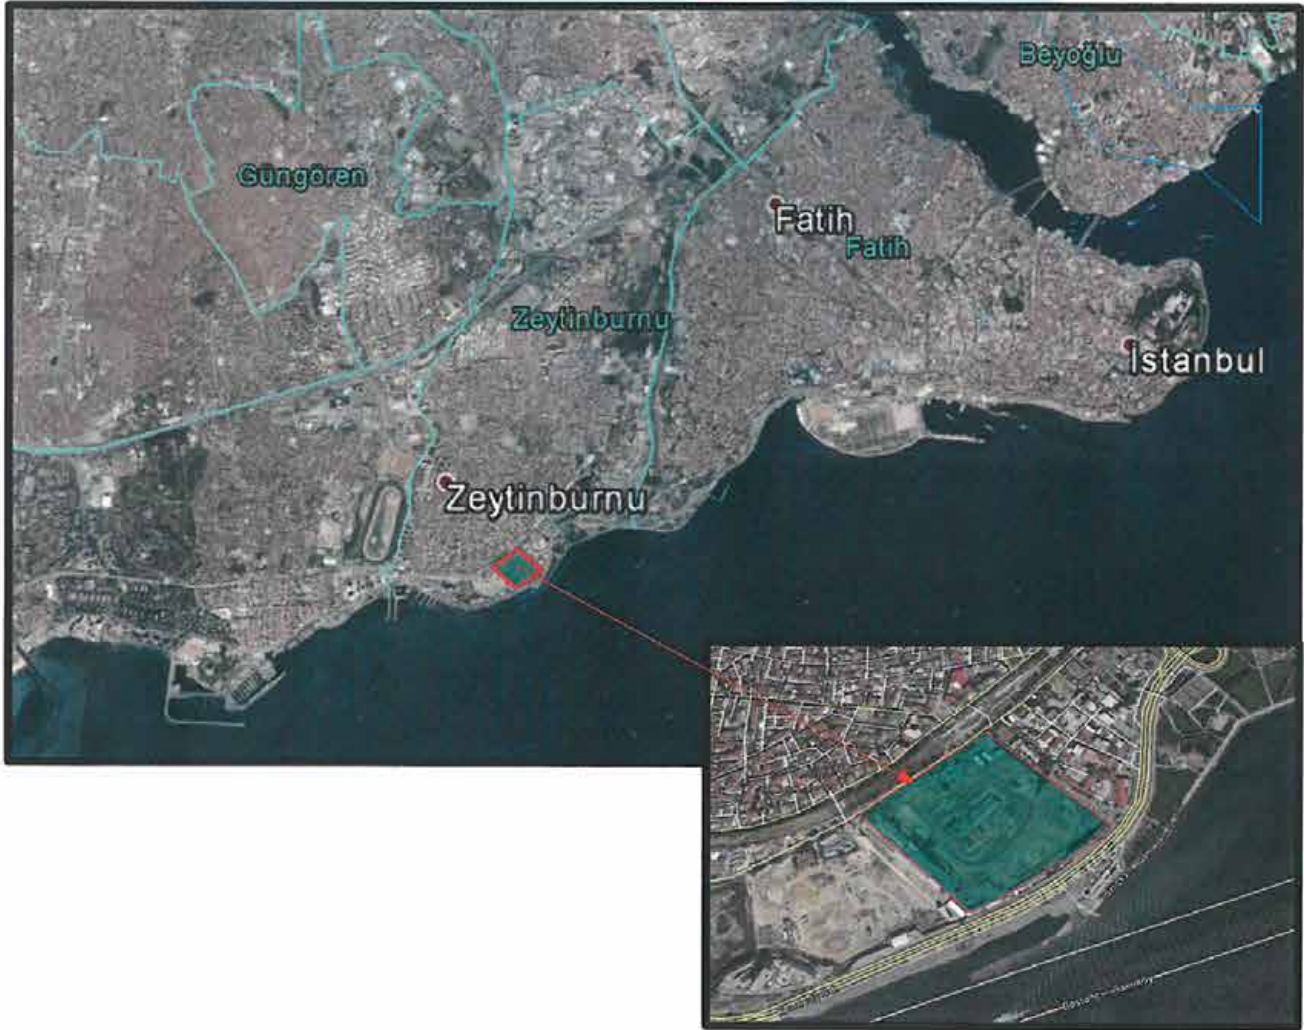 Beyoğlu
Güngören
Fatih
Fatih
Zeytinburnu
İstanbul
Zeytinburnu